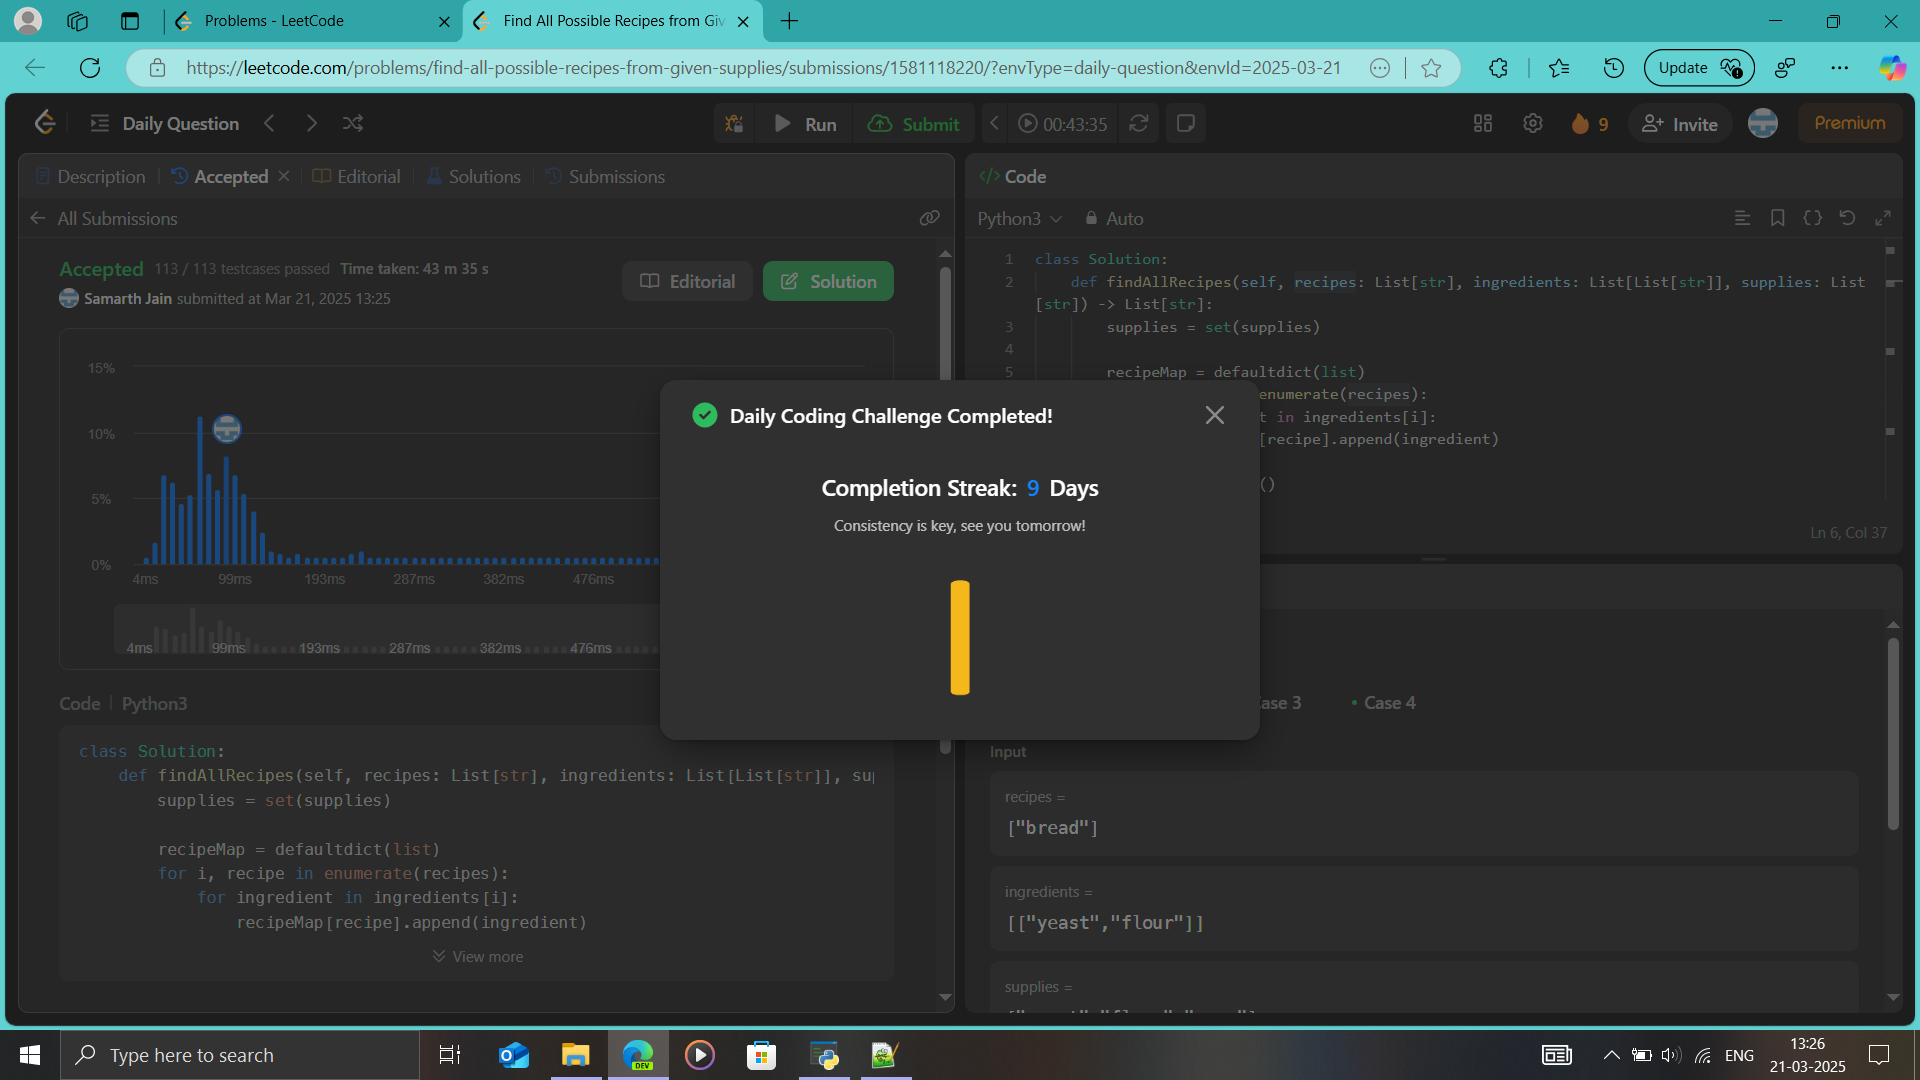 Problems - LeetCode
Find All Possible Recipes from Giv
https://leetcode.com/problems/find-all-possible-recipes-from-given-supplies/submissions/1581118220/?envType=daily-question&envId=2025-03-21
Update
Daily Question
Run
Submit
00:43:35
9
Invite
Premium
Description
Accepted
Editorial
Solutions
Submissions
All Submissions
Accepted 113 / 113 testcases passed Time taken: 43 m 35 s
Samarth Jain submitted at Mar 21, 2025 13:25
Editorial
Solution
15%
10%
5%
0%
4ms 99ms 193ms 287ms 382ms 476ms
4ms 99ms 193ms 287ms 382ms 476ms
Code | Python3
class Solution:
def findAllRecipes(self, recipes: List[str], ingredients: List[List[str]], su
supplies = set(supplies)
recipeMap = defaultdict(list)
for i, recipe in enumerate(recipes):
for ingredient in ingredients[i]:
recipeMap[recipe].append(ingredient)
View more
</> Code
Python3
Auto
1 class Solution:
2 def findAllRecipes(self, recipes: List[str], ingredients: List[List[str]], supplies: List
[str]) -> List[str]:
3 supplies = set(supplies)
4
5 recipeMap = defaultdict(list)
enumerate(recipes):
t in ingredients[i]:
[recipe].append(ingredient)
()
Ln 6, Col 37
Daily Coding Challenge Completed!
Completion Streak: 9 Days
Consistency is key, see you tomorrow!
ase 3
Case 4
Input
recipes =
["bread"]
ingredients =
[["yeast","flour"]]
supplies =
Type here to search
DEV
ENG
13:26
21-03-2025